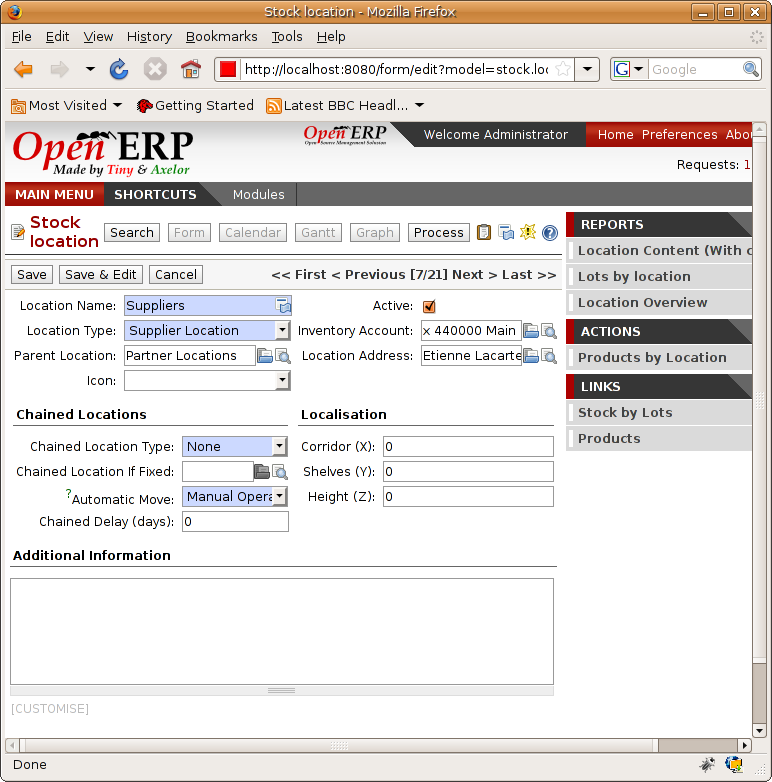 Stock location - Mozilla Firefox
File Edit View History Bookmarks Tools Help
http://localhost:8080/form/edit?model=stock.loc
G Google
Most Visited Getting Started Latest BBC Headl...
Open ERP
Made by Tiny & Axelor
Open ERP
Open Source Management Solution
Welcome Administrator
Home Preferences Abo
Requests: 1
MAIN MENU SHORTCUTS Modules
Stock location
Search Form Calendar Gantt Graph Process
Save Save & Edit Cancel << First < Previous [7/21] Next > Last >>
Location Name: Suppliers Active:
Location Type: Supplier Location Inventory Account: x 440000 Main
Parent Location: Partner Locations Location Address: Etienne Lacarte
Icon:
Chained Locations Localisation
Chained Location Type: None Corridor (X): 0
Chained Location If Fixed: Shelves (Y): 0
? Automatic Move: Manual Opera Height (Z): 0
Chained Delay (days): 0
Additional Information
[CUSTOMISE]
REPORTS
Location Content (With c
Lots by location
Location Overview
ACTIONS
Products by Location
LINKS
Stock by Lots
Products
Done